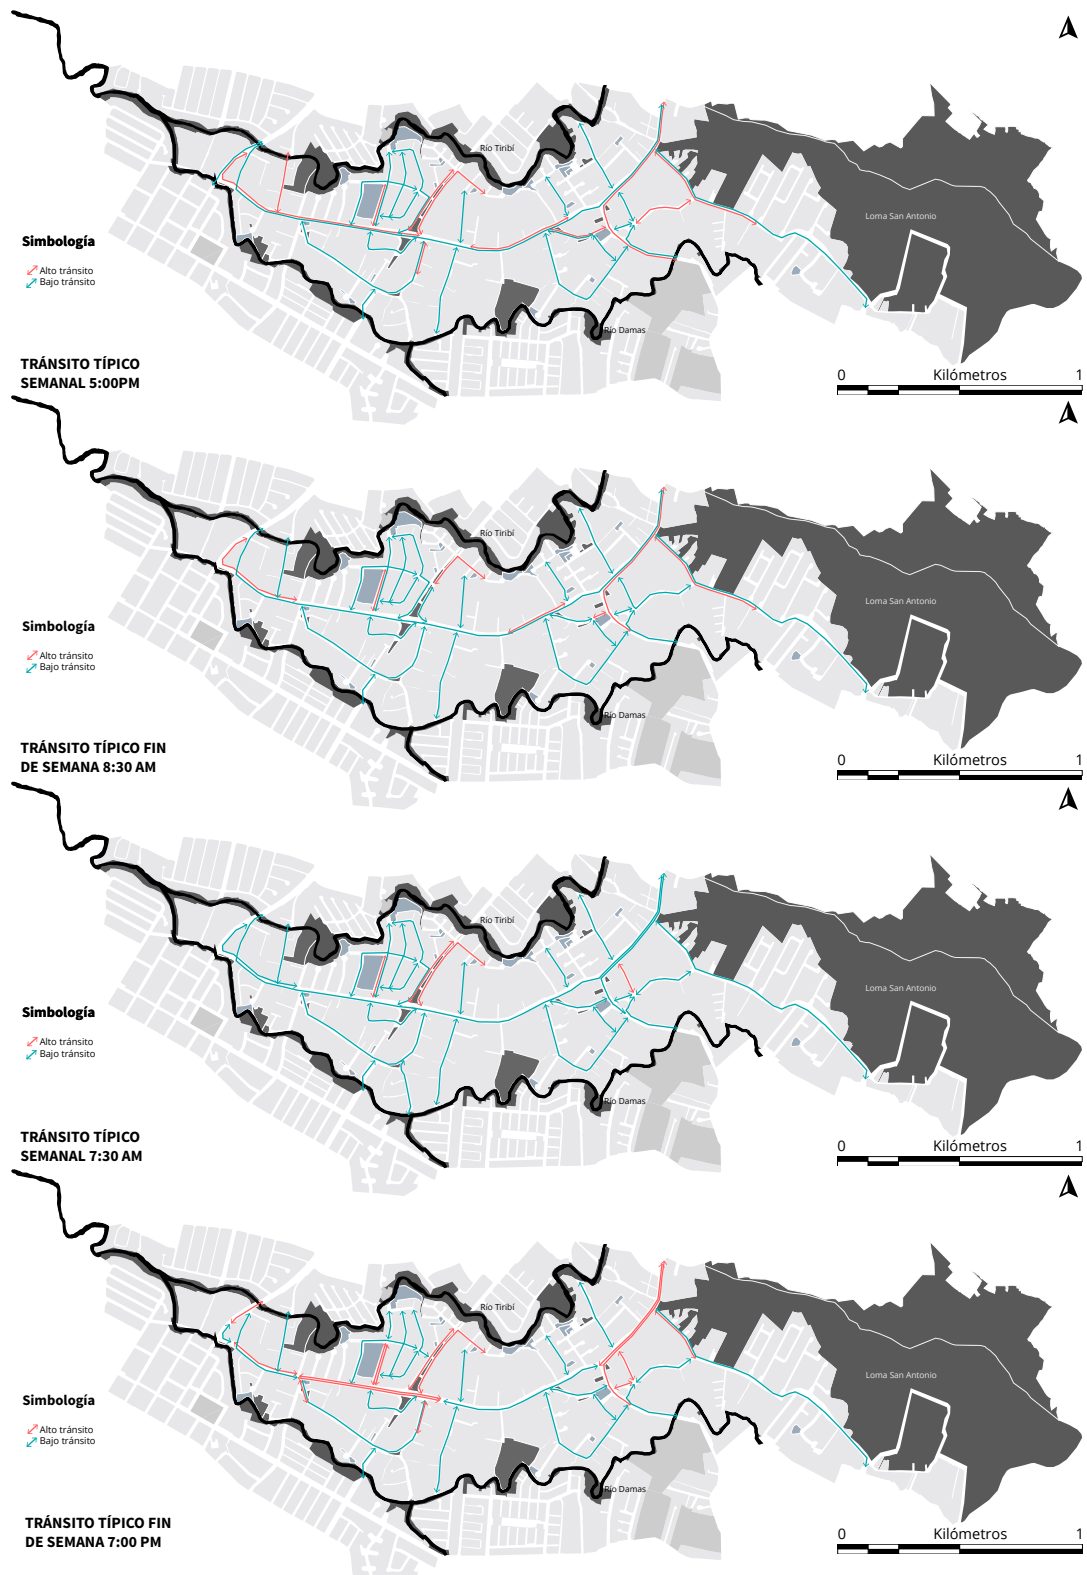 Río Tiribí
Loma San Antonio
Simbología
Alto tránsito
Bajo tránsito
Río Damas
TRÁNSITO TÍPICO
SEMANAL 5:00PM
0 Kilómetros 1
Río Tiribí
Loma San Antonio
Simbología
Alto tránsito
Bajo tránsito
Río Damas
TRÁNSITO TÍPICO FIN
DE SEMANA 8:30 AM
0 Kilómetros 1
Río Tiribí
Loma San Antonio
Simbología
Alto tránsito
Bajo tránsito
Río Damas
TRÁNSITO TÍPICO
SEMANAL 7:30 AM
0 Kilómetros 1
Río Tiribí
Loma San Antonio
Simbología
Alto tránsito
Bajo tránsito
Río Damas
TRÁNSITO TÍPICO FIN
DE SEMANA 7:00 PM
0 Kilómetros 1